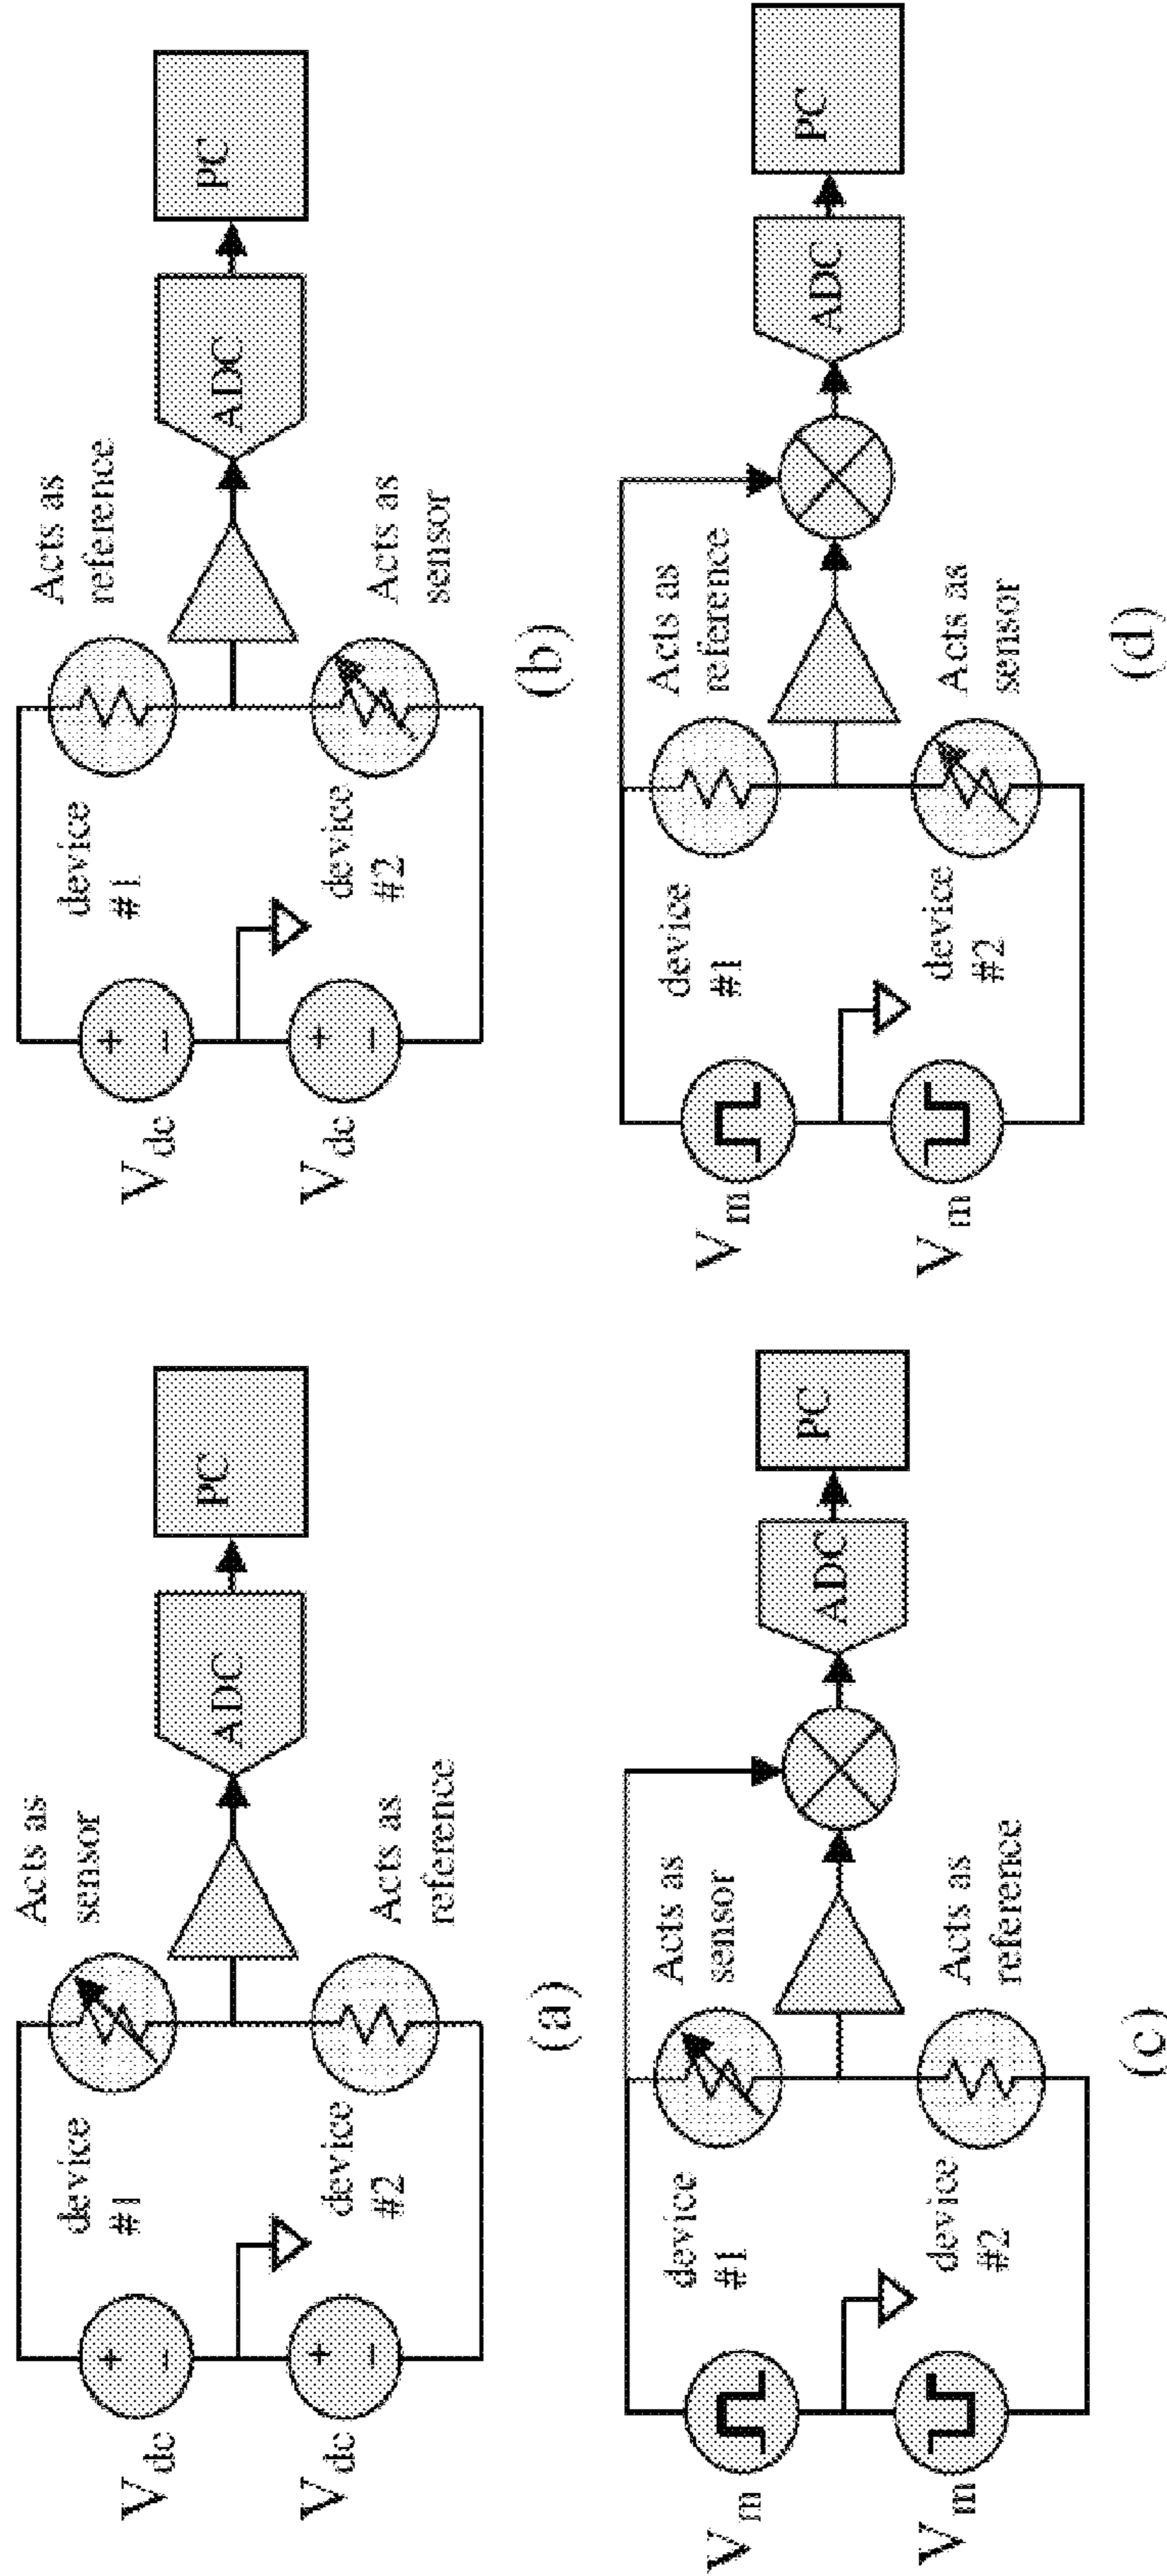 Acts as
sensor
V dc
+
−
device
#1
ADC
PC
V dc
+
−
device
#2
Acts as
reference
(a)
Acts as
reference
V dc
+
−
device
#1
ADC
PC
V dc
+
−
device
#2
Acts as
sensor
(b)
Acts as
sensor
V m
device
#1
ADC
PC
V m
device
#2
Acts as
reference
(c)
Acts as
reference
V m
device
#1
ADC
PC
V m
device
#2
Acts as
sensor
(d)